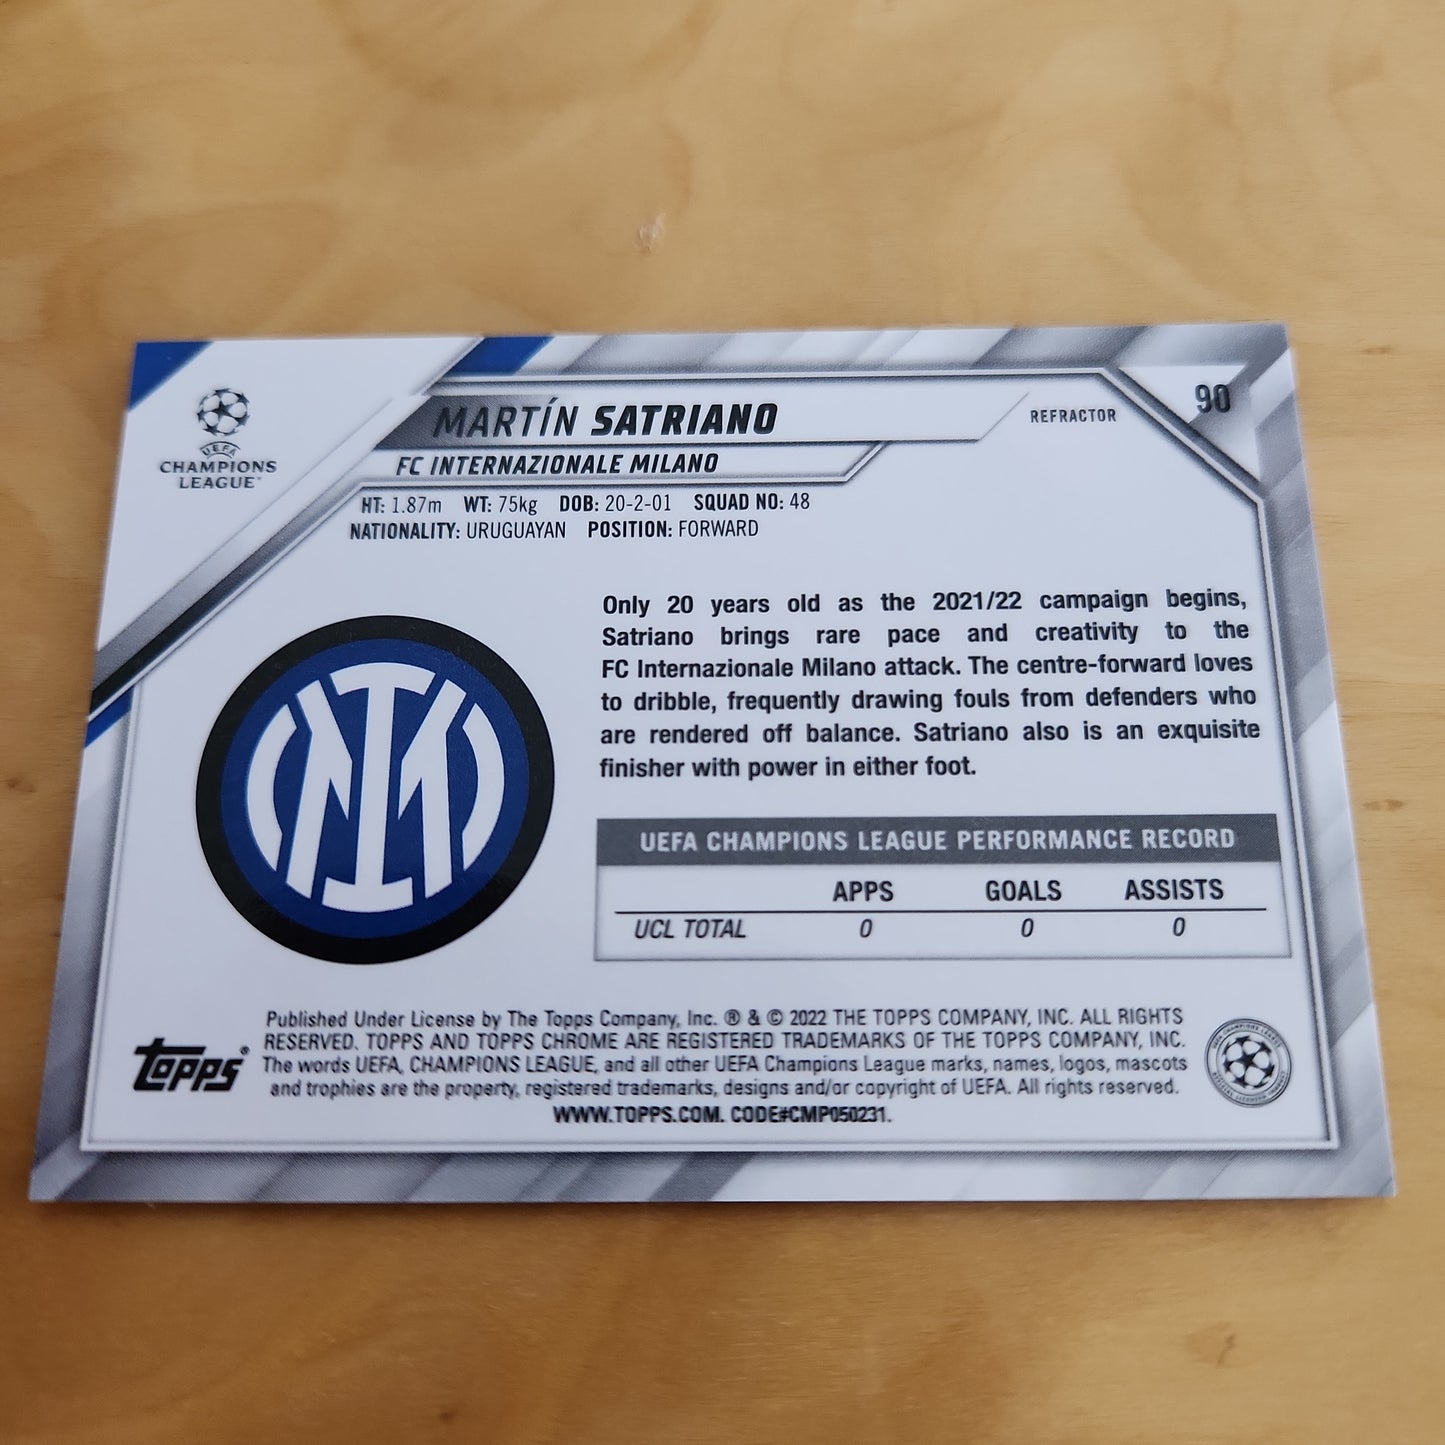 UEFA
CHAMPIONS
LEAGUE
MARTÍN SATRIANO
REFRACTOR
90
FC INTERNAZIONALE MILANO
HT: 1.87m WT: 75kg DOB: 20-2-01 SQUAD NO: 48
NATIONALITY: URUGUAYAN POSITION: FORWARD
Only 20 years old as the 2021/22 campaign begins,
Satriano brings rare pace and creativity to the
FC Internazionale Milano attack. The centre-forward loves
to dribble, frequently drawing fouls from defenders who
are rendered off balance. Satriano also is an exquisite
finisher with power in either foot.
UEFA CHAMPIONS LEAGUE PERFORMANCE RECORD
APPS GOALS ASSISTS
UCL TOTAL 0 0 0
Published Under License by The Topps Company, Inc. ® & © 2022 THE TOPPS COMPANY, INC. ALL RIGHTS
RESERVED. TOPPS AND TOPPS CHROME ARE REGISTERED TRADEMARKS OF THE TOPPS COMPANY, INC.
The words UEFA, CHAMPIONS LEAGUE, and all other UEFA Champions League marks, names, logos, mascots
and trophies are the property, registered trademarks, designs and/or copyright of UEFA. All rights reserved.
WWW.TOPPS.COM. CODE#CMP050231.
Topps®